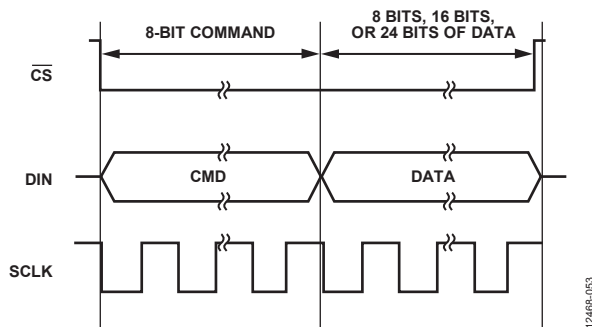 8-BIT COMMAND
8 BITS, 16 BITS,
OR 24 BITS OF DATA
CS
DIN
CMD
DATA
SCLK
12468-053